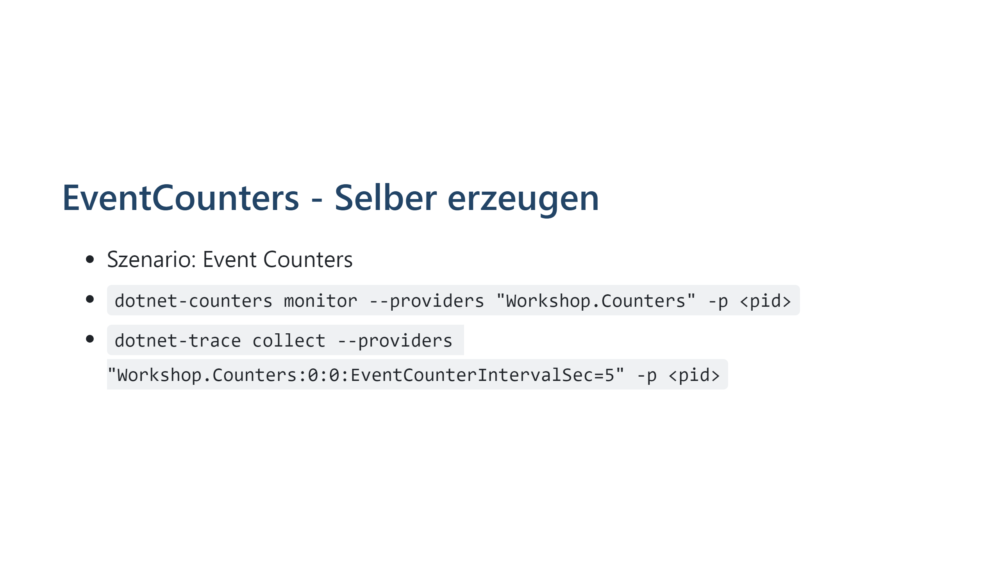 EventCounters - Selber erzeugen
• Szenario: Event Counters
• dotnet-counters monitor --providers "Workshop.Counters" -p <pid>
• dotnet-trace collect --providers
"Workshop.Counters:0:0:EventCounterIntervalSec=5" -p <pid>